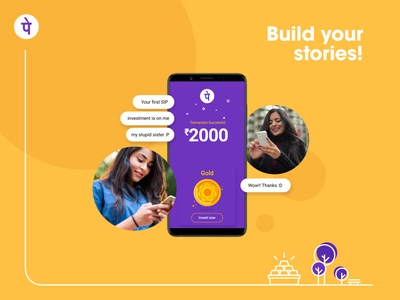 पे
Build your
stories!
Your first SIP
investment is on me
my stupid sister :P
पे
Transaction Successful
₹2000
Gold
Invest now
Wow!! Thanks :D